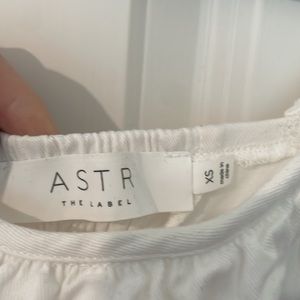 ASTR
THE LABEL
XS
made in
china